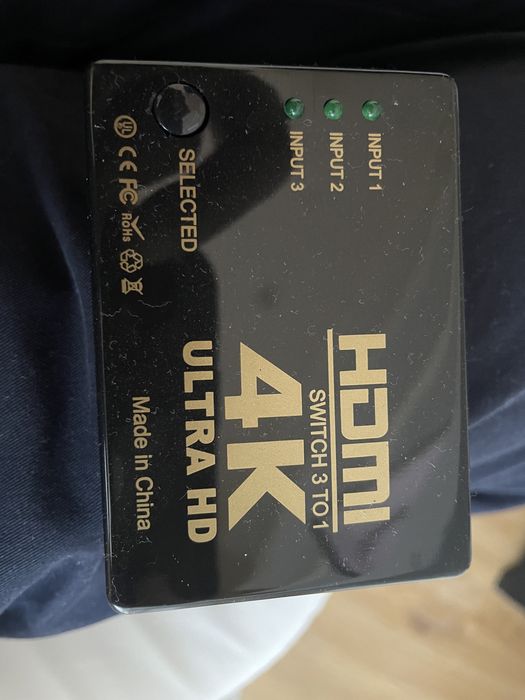 INPUT 1
INPUT 2
INPUT 3
SELECTED
UL CE FC RoHS
HDMI
SWITCH 3 TO 1
4K
ULTRA HD
Made in China